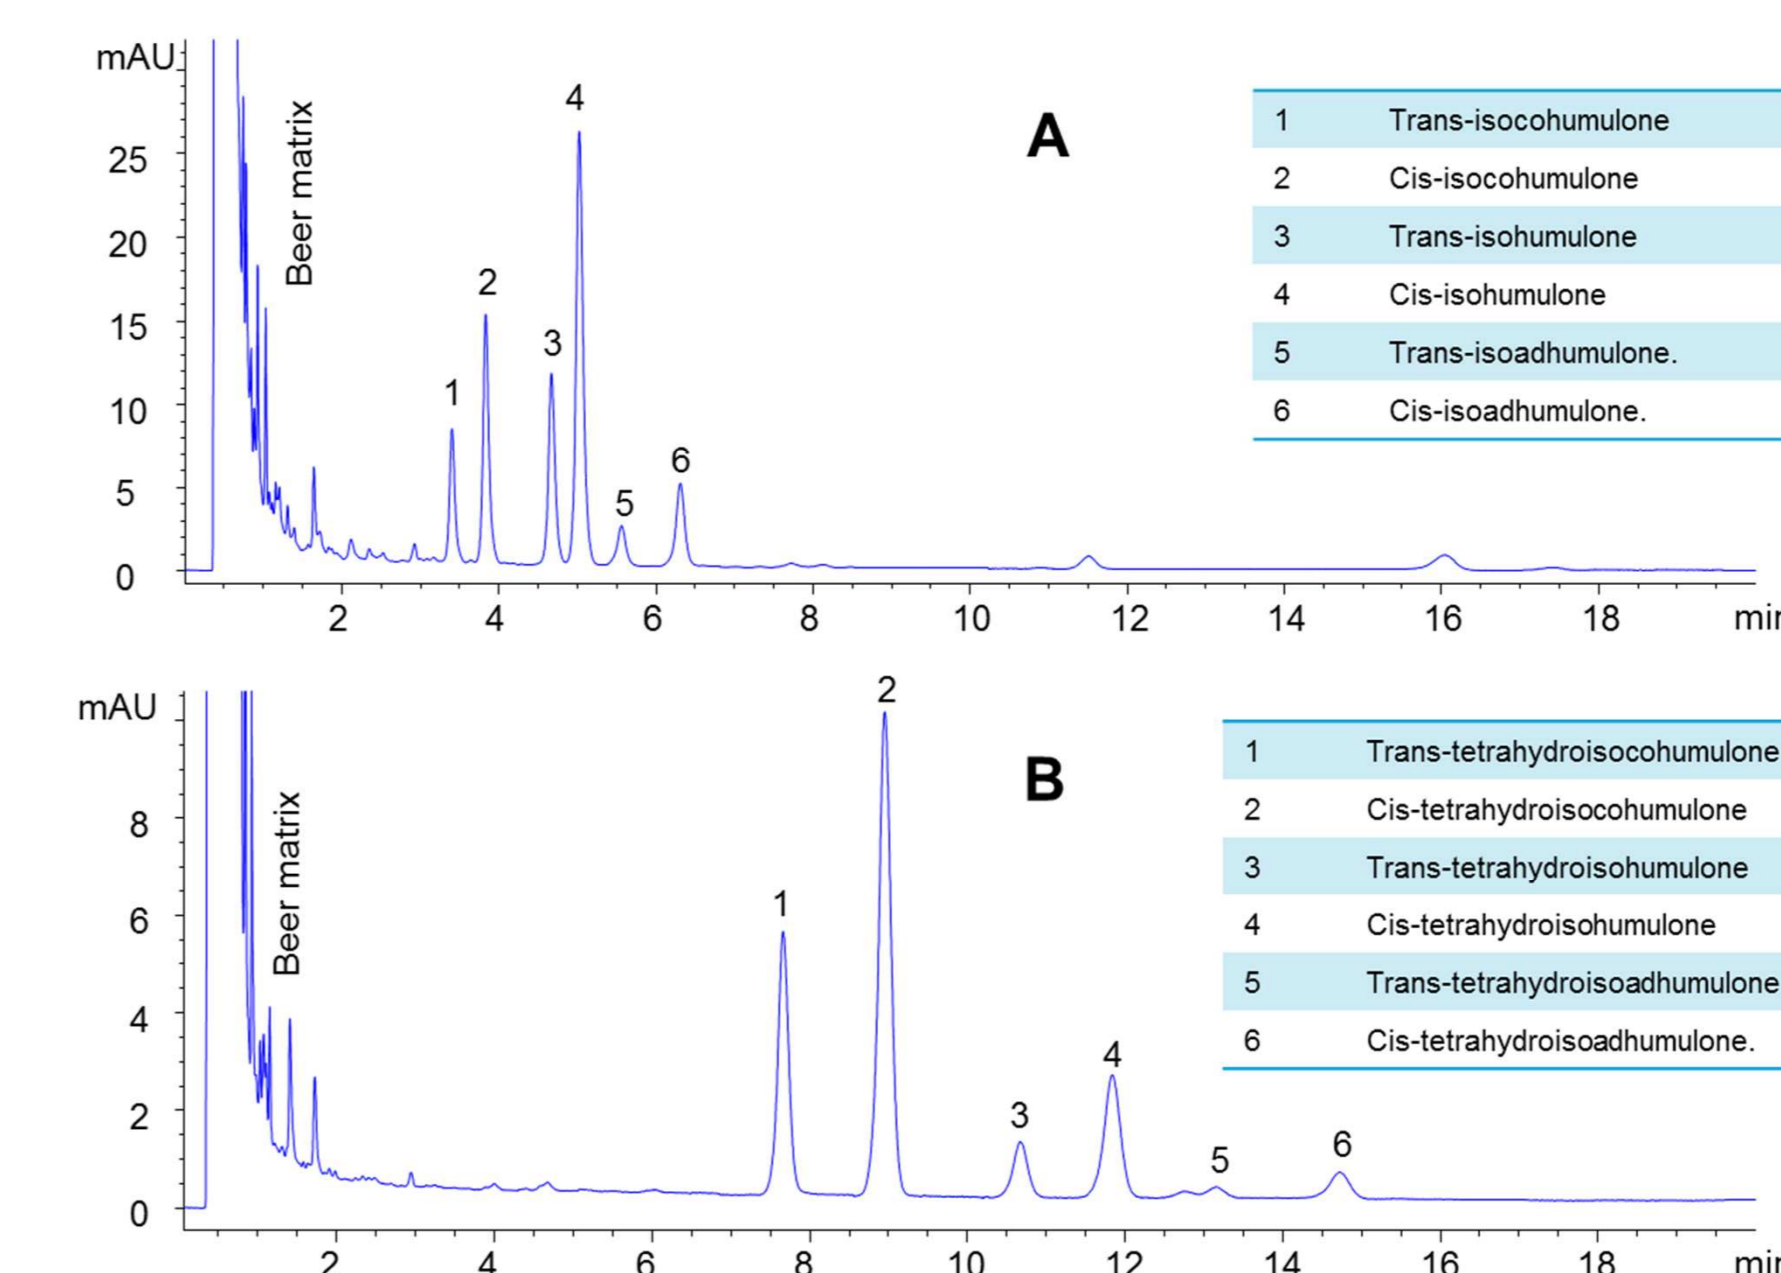 mAU
25
20
15
10
5
0
Beer matrix
1
2
3
4
5
6
A
1 Trans-isocohumulone
2 Cis-isocohumulone
3 Trans-isohumulone
4 Cis-isohumulone
5 Trans-isoadhumulone.
6 Cis-isoadhumulone.
2 4 6 8 10 12 14 16 18 min
mAU
8
6
4
2
0
Beer matrix
1
2
3
4
5
6
B
1 Trans-tetrahydroisocohumulone
2 Cis-tetrahydroisocohumulone
3 Trans-tetrahydroisohumulone
4 Cis-tetrahydroisohumulone
5 Trans-tetrahydroisoadhumulone
6 Cis-tetrahydroisoadhumulone.
2 4 6 8 10 12 14 16 18 min